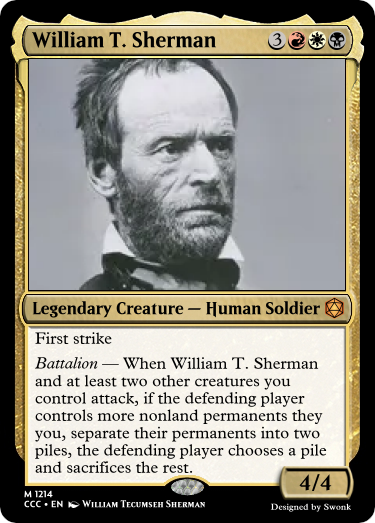 William T. Sherman 3
Legendary Creature — Human Soldier
First strike
Battalion — When William T. Sherman
and at least two other creatures you
control attack, if the defending player
controls more nonland permanents they
you, separate their permanents into two
piles, the defending player chooses a pile
and sacrifices the rest.
4/4
M 1214
CCC • EN William Tecumseh Sherman
Designed by Swonk